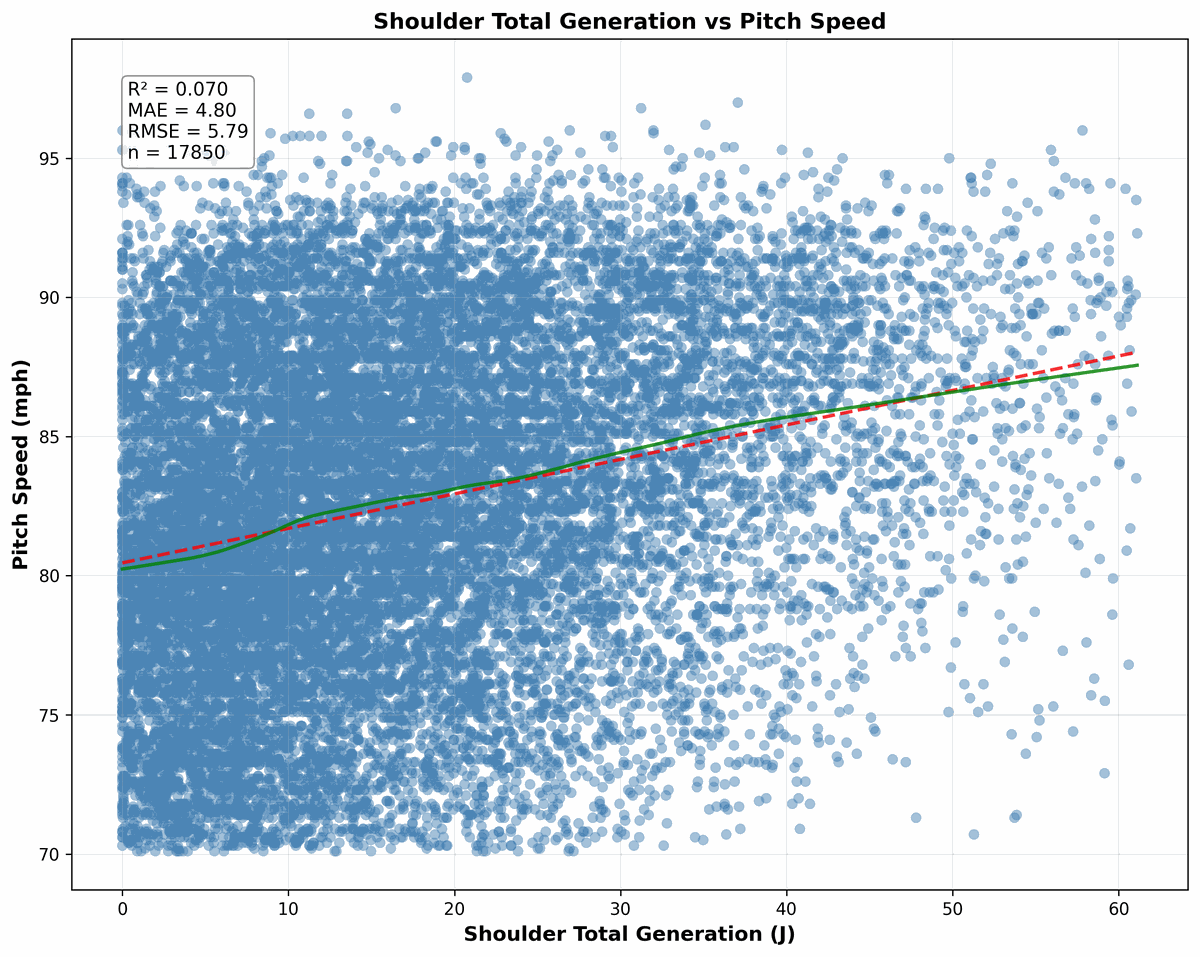 Shoulder Total Generation vs Pitch Speed
R² = 0.070
MAE = 4.80
RMSE = 5.79
n = 17850
95
90
85
80
75
70
Pitch Speed (mph)
0 10 20 30 40 50 60
Shoulder Total Generation (J)